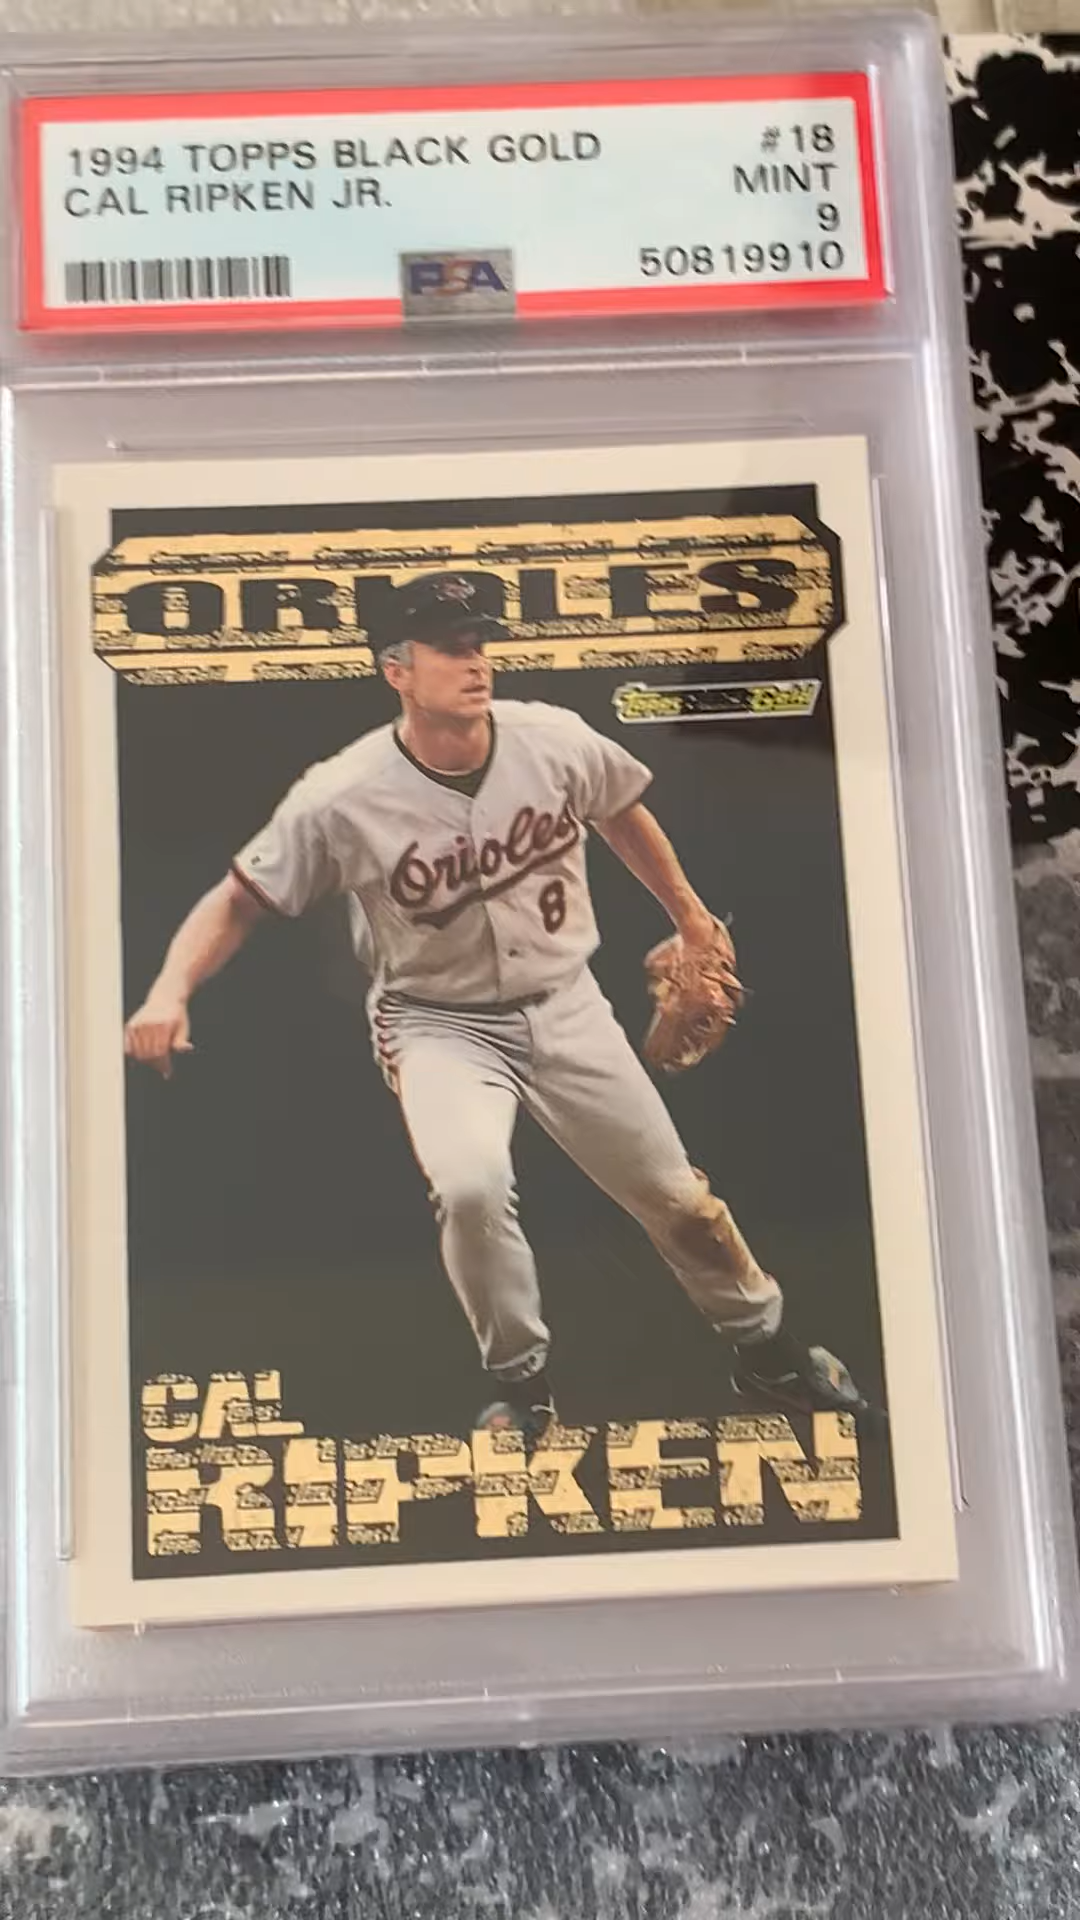 1994 TOPPS BLACK GOLD #18
CAL RIPKEN JR. MINT
9
PSA 50819910
ORIOLES
Topps Black Gold
Orioles
8
CAL
RIPKEN